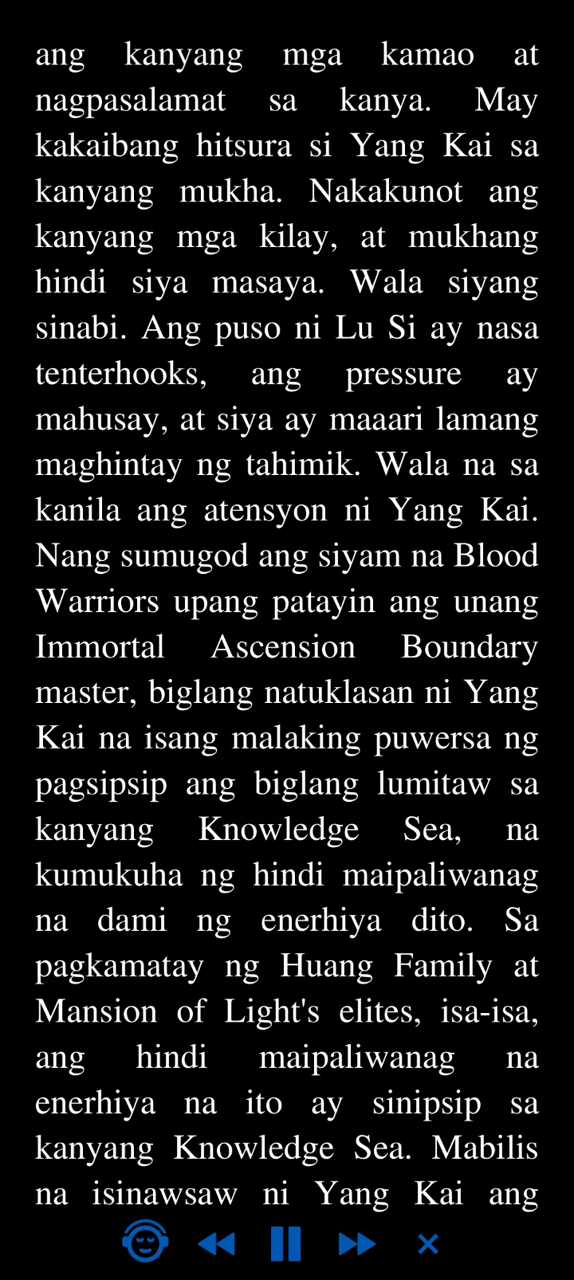 ang kanyang mga kamao at
nagpasalamat sa kanya. May
kakaibang hitsura si Yang Kai sa
kanyang mukha. Nakakunot ang
kanyang mga kilay, at mukhang
hindi siya masaya. Wala siyang
sinabi. Ang puso ni Lu Si ay nasa
tenterhooks, ang pressure ay
mahusay, at siya ay maaari lamang
maghintay ng tahimik. Wala na sa
kanila ang atensyon ni Yang Kai.
Nang sumugod ang siyam na Blood
Warriors upang patayin ang unang
Immortal Ascension Boundary
master, biglang natuklasan ni Yang
Kai na isang malaking puwersa ng
pagsipsip ang biglang lumitaw sa
kanyang Knowledge Sea, na
kumukuha ng hindi maipaliwanag
na dami ng enerhiya dito. Sa
pagkamatay ng Huang Family at
Mansion of Light's elites, isa-isa,
ang hindi maipaliwanag na
enerhiya na ito ay sinipsip sa
kanyang Knowledge Sea. Mabilis
na isinawsaw ni Yang Kai ang